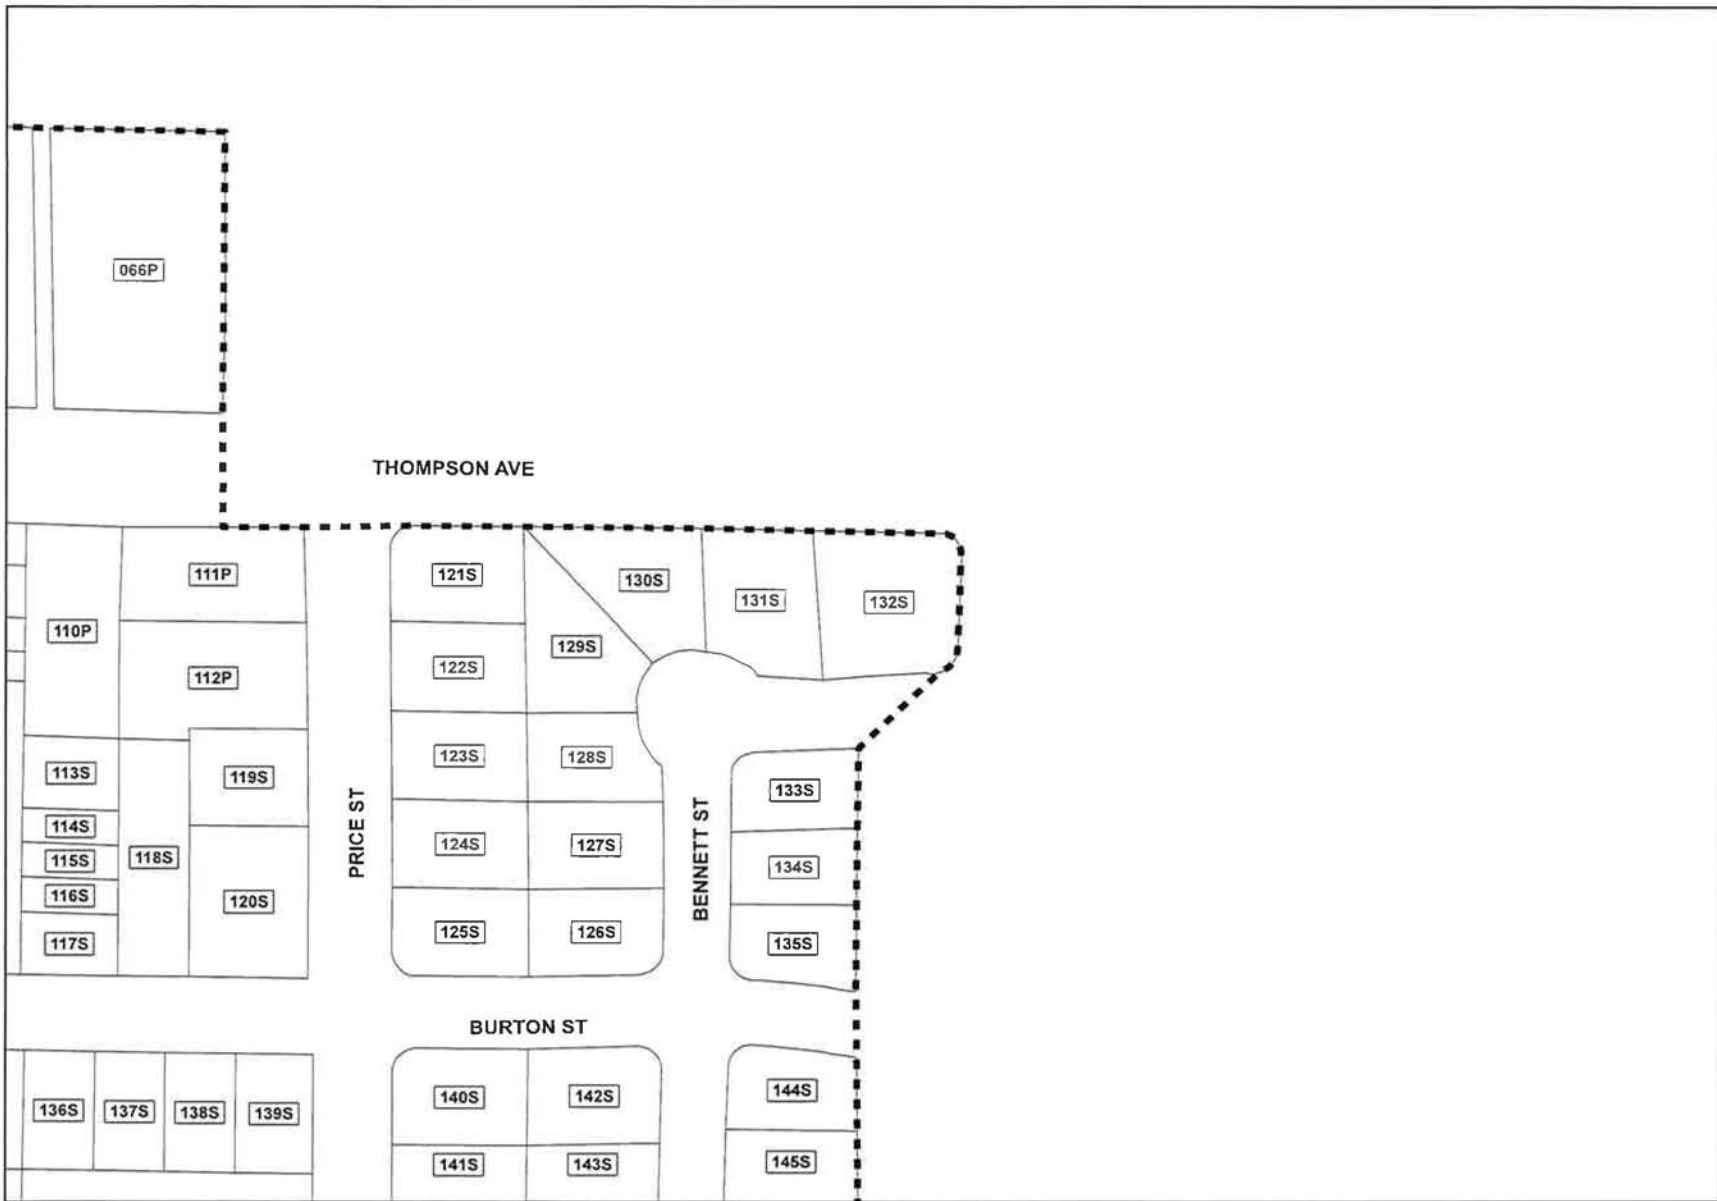 066P
THOMPSON AVE
111P
121S
130S
131S
132S
110P
129S
122S
112P
113S
119S
123S
128S
133S
114S
115S
118S
PRICE ST
124S
127S
BENNETT ST
134S
116S
120S
117S
125S
126S
135S
BURTON ST
136S
137S
138S
139S
140S
142S
144S
141S
143S
145S